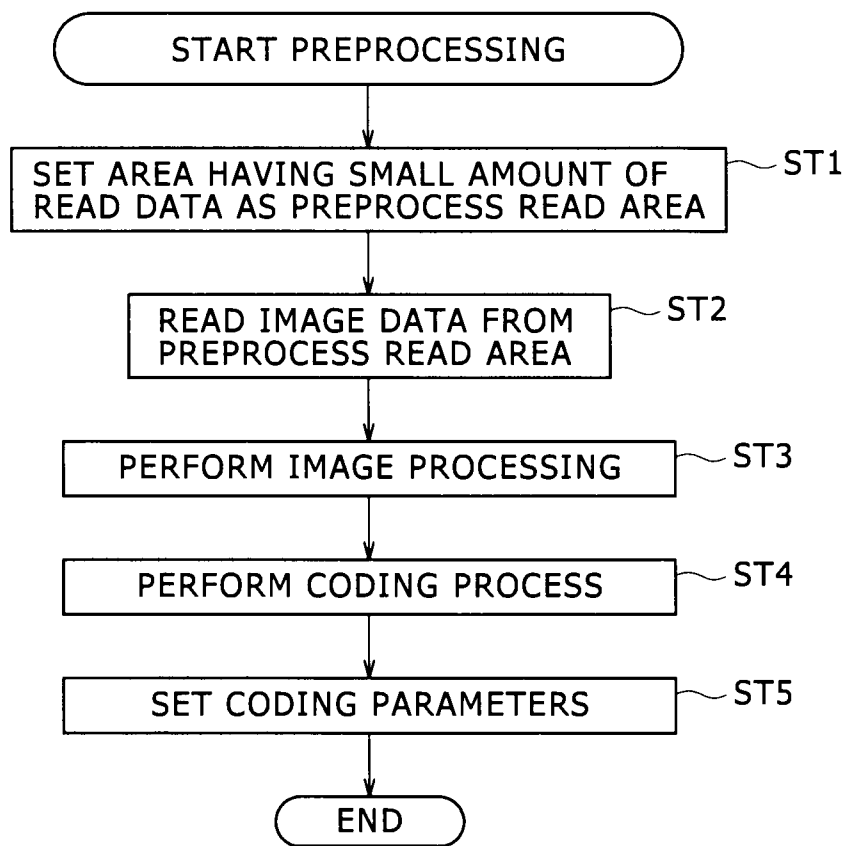 START PREPROCESSING
SET AREA HAVING SMALL AMOUNT OF
READ DATA AS PREPROCESS READ AREA
ST1
READ IMAGE DATA FROM
PREPROCESS READ AREA
ST2
PERFORM IMAGE PROCESSING
ST3
PERFORM CODING PROCESS
ST4
SET CODING PARAMETERS
ST5
END